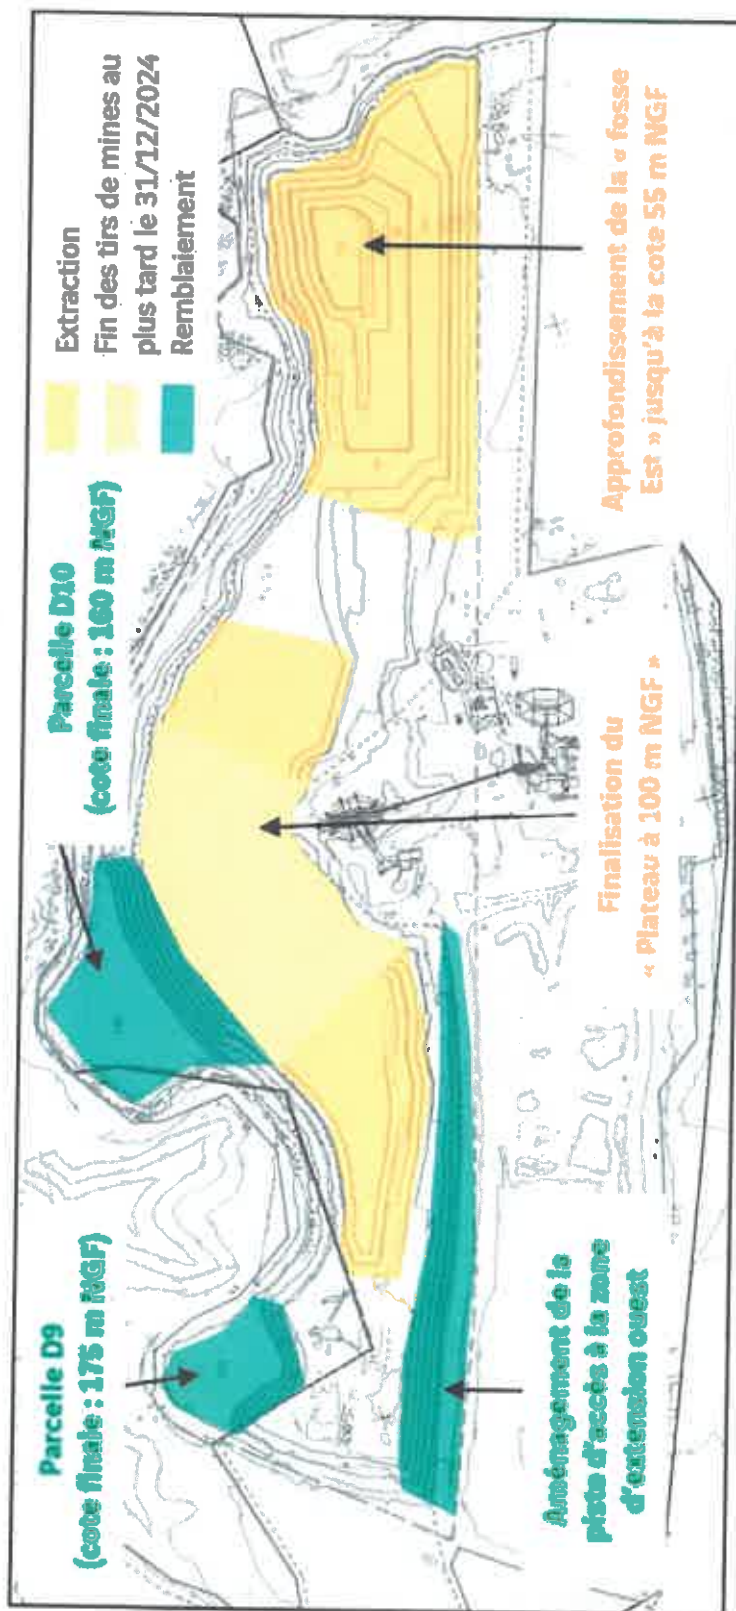 Parcelle D9
(cote finale : 175 m NGF)
Parcelle D10
(cote finale : 160 m NGF)
Extraction
Fin des tirs de mines au
plus tard le 31/12/2024
Remblaiement
Aménagement de la
piste d'accès à la zone
d'extension ouest
Finalisation du
« Plateau à 100 m NGF »
Approfondissement de la « fosse
Est » jusqu'à la cote 55 m NGF